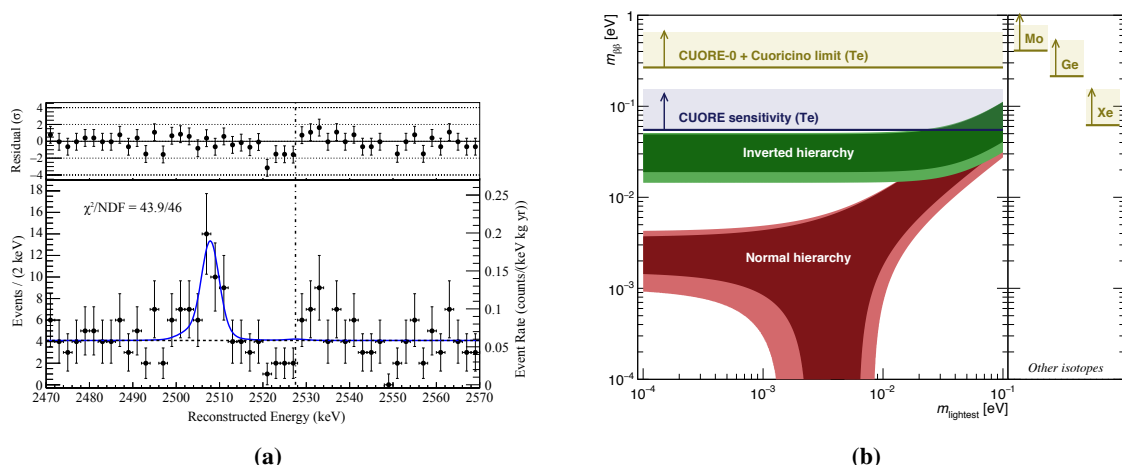 Residual (σ)
4
2
0
−2
−4
χ²/NDF = 43.9/46
Events / (2 keV)
18
16
14
12
10
8
6
4
2
0
0.25
0.2
0.15
0.1
0.05
0
Event Rate (counts/(keV kg yr))
2470 2480 2490 2500 2510 2520 2530 2540 2550 2560 2570
Reconstructed Energy (keV)
(a)
m_ββ [eV]
1
10⁻¹
10⁻²
10⁻³
10⁻⁴
CUORE-0 + Cuoricino limit (Te)
CUORE sensitivity (Te)
Inverted hierarchy
Normal hierarchy
Mo
Ge
Xe
Other isotopes
10⁻⁴ 10⁻³ 10⁻² 10⁻¹
m_lightest [eV]
(b)